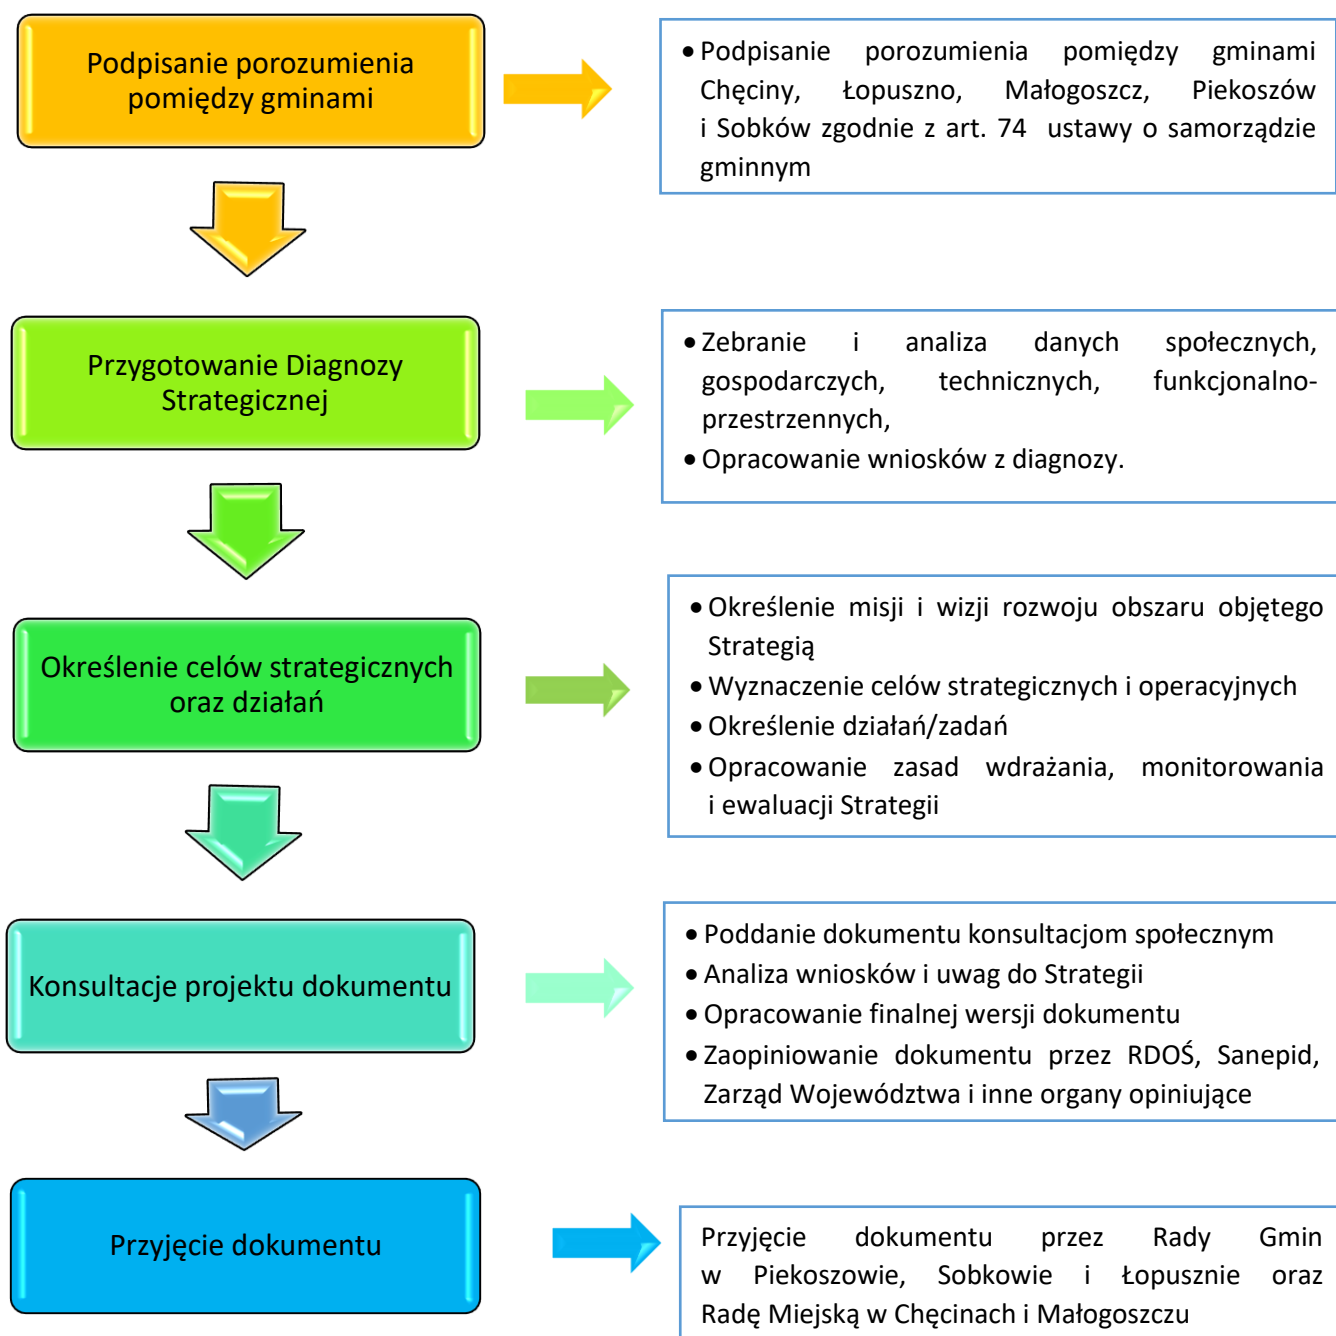 Podpisanie porozumienia
pomiędzy gminami
• Podpisanie porozumienia pomiędzy gminami
Chęciny, Łopuszno, Małogoszcz, Piekoszów
i Sobków zgodnie z art. 74 ustawy o samorządzie
gminnym
Przygotowanie Diagnozy
Strategicznej
• Zebranie i analiza danych społecznych,
gospodarczych, technicznych, funkcjonalno-
przestrzennych,
• Opracowanie wniosków z diagnozy.
Określenie celów strategicznych
oraz działań
• Określenie misji i wizji rozwoju obszaru objętego
Strategią
• Wyznaczenie celów strategicznych i operacyjnych
• Określenie działań/zadań
• Opracowanie zasad wdrażania, monitorowania
i ewaluacji Strategii
Konsultacje projektu dokumentu
• Poddanie dokumentu konsultacjom społecznym
• Analiza wniosków i uwag do Strategii
• Opracowanie finalnej wersji dokumentu
• Zaopiniowanie dokumentu przez RDOŚ, Sanepid,
Zarząd Województwa i inne organy opiniujące
Przyjęcie dokumentu
Przyjęcie dokumentu przez Rady Gmin
w Piekoszowie, Sobkowie i Łopusznie oraz
Radę Miejską w Chęcinach i Małogoszczu